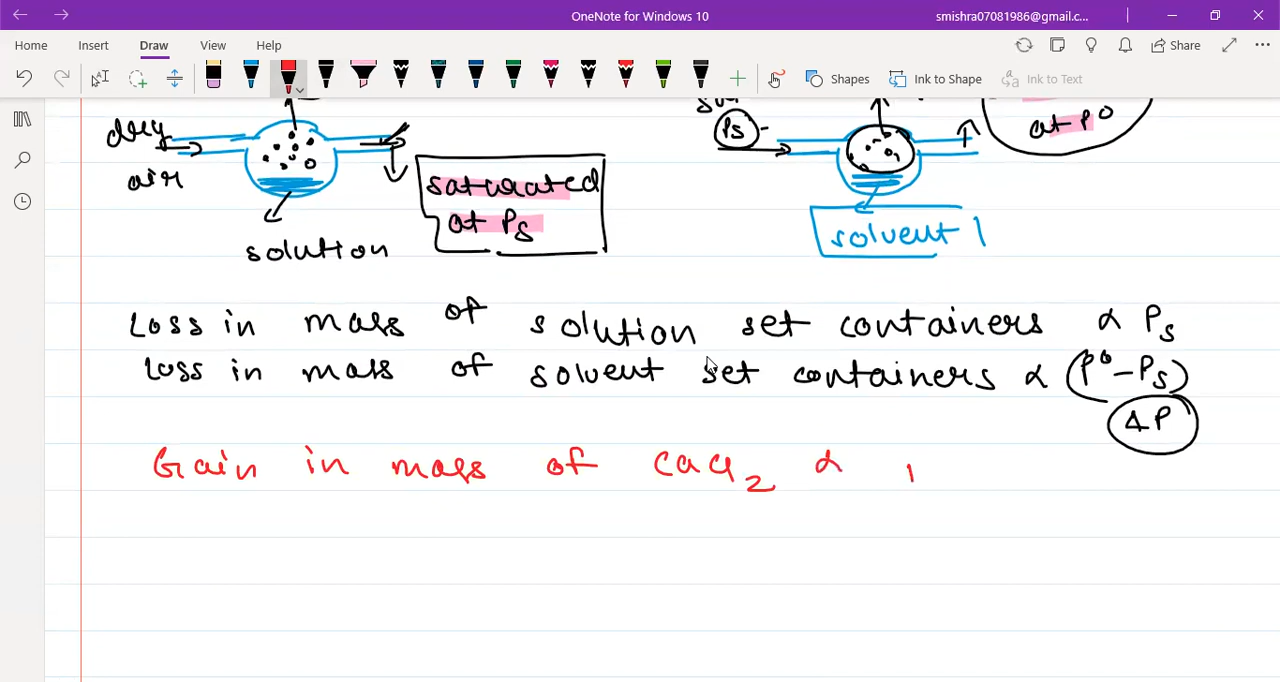 OneNote for Windows 10
smishra07081986@gmail.c...
Home Insert Draw View Help
Share
Shapes
Ink to Shape
Ink to Text
dry
air
solution
saturated
at Ps
Ps
solvent 1
at P°
Loss in mass of solution set containers ∝ Ps
Loss in mass of solvent set containers ∝ (P° - Ps)
ΔP
Gain in mass of CaCl2 ∝